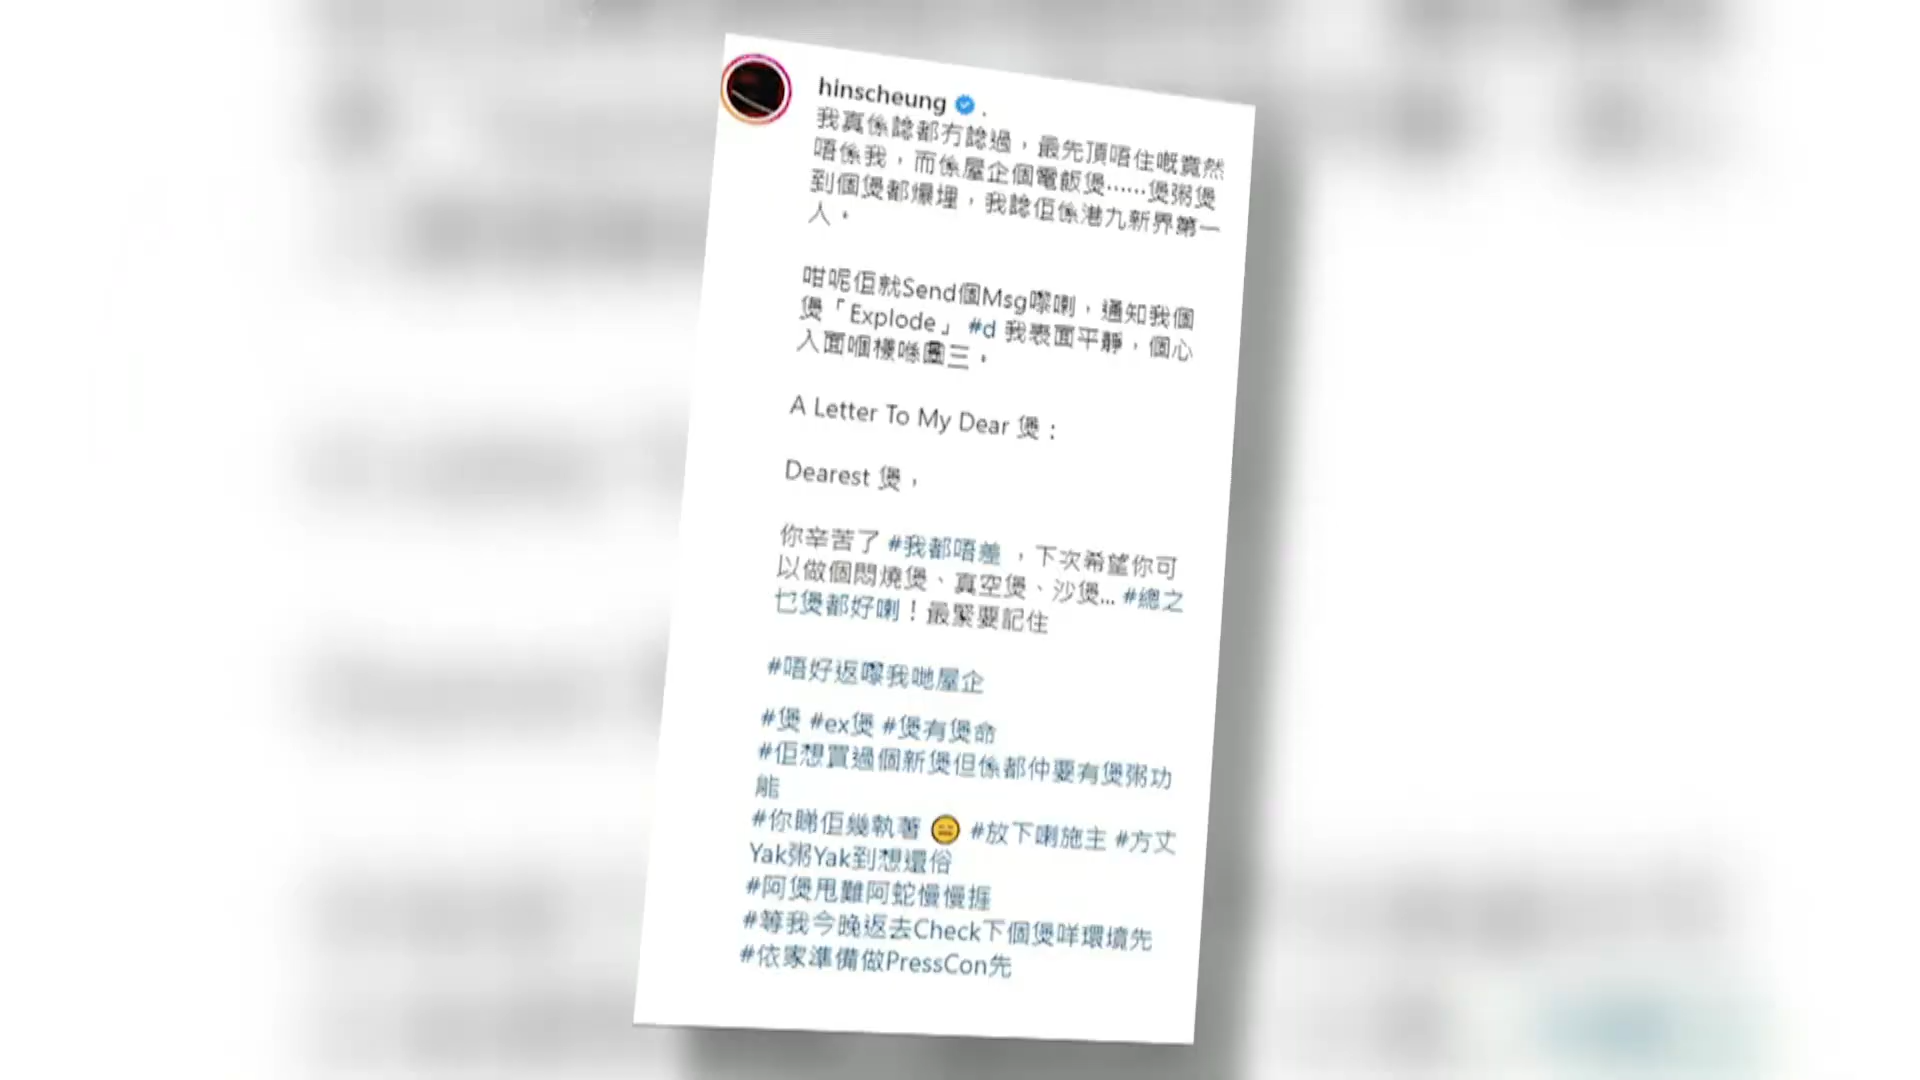 hinscheung .
我真係諗都冇諗過，最先頂唔住嘅竟然
唔係我，而係屋企個電飯煲......煲粥煲
到個煲都爆埋，我諗佢係港九新界第一
人。
咁呢佢就Send個Msg嚟喇，通知我個
煲「Explode」 #d 我表面平靜，個心
入面嗰樣喺圖三。
A Letter To My Dear 煲：
Dearest 煲，
你辛苦了 #我都唔差 ，下次希望你可
以做個悶燒煲、真空煲、沙煲... #總之
乜煲都好喇！最緊要記住
#唔好返嚟我哋屋企
#煲 #ex煲 #煲有煲命
#佢想買過個新煲但係都仲要有煲粥功
能
#你睇佢幾執著 😑 #放下喇施主 #方丈
Yak粥Yak到想還俗
#阿煲甩難阿蛇慢慢捱
#等我今晚返去Check下個煲咩環境先
#依家準備做PressCon先